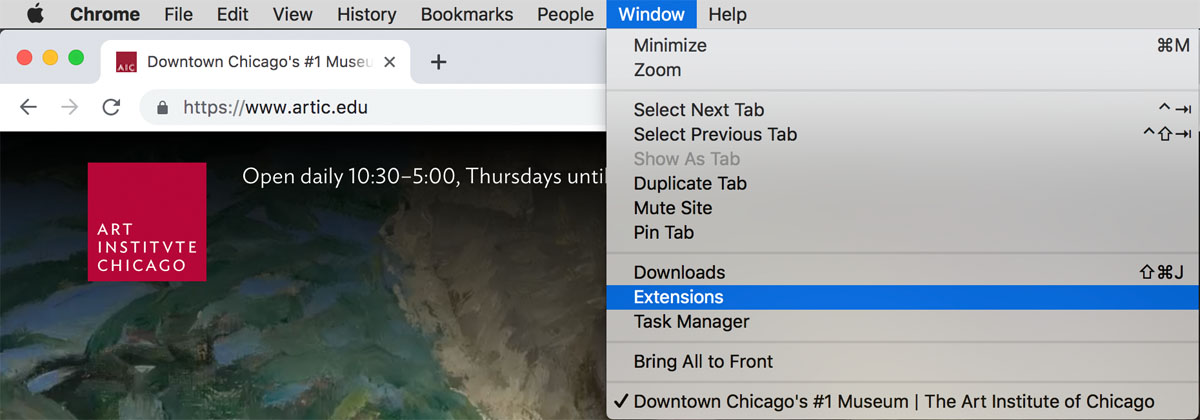 Chrome File Edit View History Bookmarks People Window Help
AIC Downtown Chicago's #1 Museu
https://www.artic.edu
Open daily 10:30–5:00, Thursdays until
ART
INSTITVTE
CHICAGO
Minimize ⌘M
Zoom
Select Next Tab ⌃⇥
Select Previous Tab ⌃⇧⇥
Show As Tab
Duplicate Tab
Mute Site
Pin Tab
Downloads ⇧⌘J
Extensions
Task Manager
Bring All to Front
✓ Downtown Chicago's #1 Museum | The Art Institute of Chicago